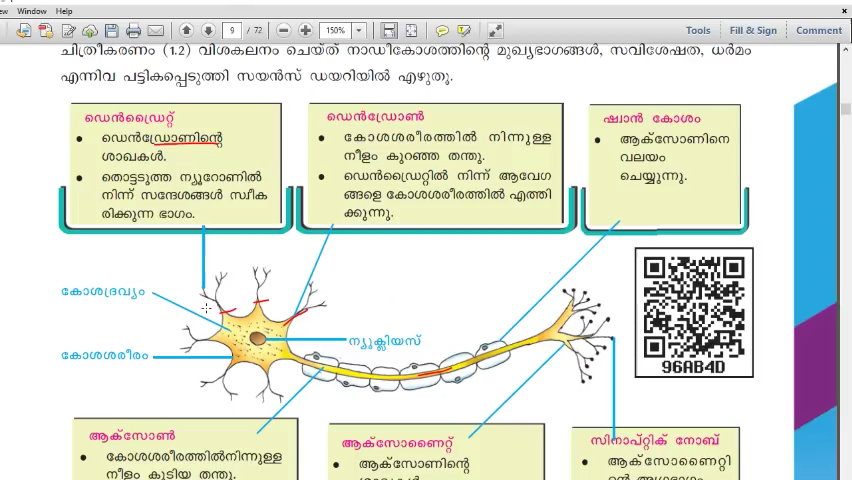 Window Help
9 / 72 150% Tools Fill & Sign Comment
ചിത്രീകരണം (1.2) വിശകലനം ചെയ്ത് നാഡീകോശത്തിന്റെ മുഖ്യഭാഗങ്ങൾ, സവിശേഷത, ധർമം
എന്നിവ പട്ടികപ്പെടുത്തി സയൻസ് ഡയറിയിൽ എഴുതൂ.
ഡെൻഡ്രൈറ്റ്
• ഡെൻഡ്രോണിന്റെ
ശാഖകൾ.
• തൊട്ടടുത്ത ന്യൂറോണിൽ
നിന്ന് സന്ദേശങ്ങൾ സ്വീക
രിക്കുന്ന ഭാഗം.
ഡെൻഡ്രോൺ
• കോശശരീരത്തിൽ നിന്നുള്ള
നീളം കുറഞ്ഞ തന്തു.
• ഡെൻഡ്രൈറ്റിൽ നിന്ന് ആവേഗ
ങ്ങളെ കോശശരീരത്തിൽ എത്തി
ക്കുന്നു.
ഷ്വാൻ കോശം
• ആക്സോണിനെ
വലയം
ചെയ്യുന്നു.
കോശദ്രവ്യം
ന്യൂക്ലിയസ്
കോശശരീരം
96AB4D
ആക്സോൺ
• കോശശരീരത്തിൽനിന്നുള്ള
നീളം കൂടിയ തന്തു.
ആക്സോണൈറ്റ്
• ആക്സോണിന്റെ
സിനാപ്റ്റിക് നോബ്
• ആക്സോണൈറ്റി